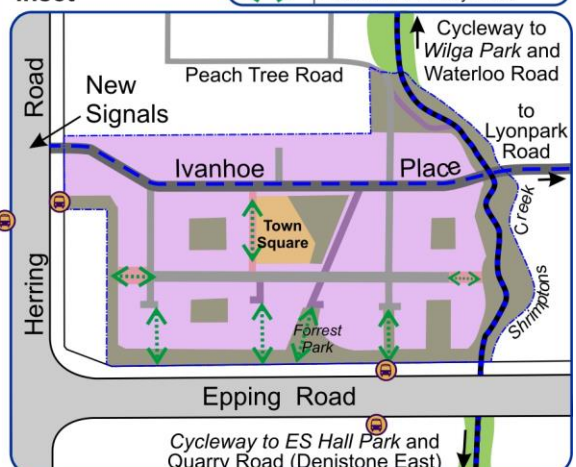 Inset
Cycleway to
Wilga Park and
Waterloo Road
Peach Tree Road
Road
New
Signals
to
Lyonpark
Road
Ivanhoe Place
Creek
Town
Square
Shrimptons
Herring
Forrest
Park
Epping Road
Cycleway to ES Hall Park and
Quarry Road (Denistone East)